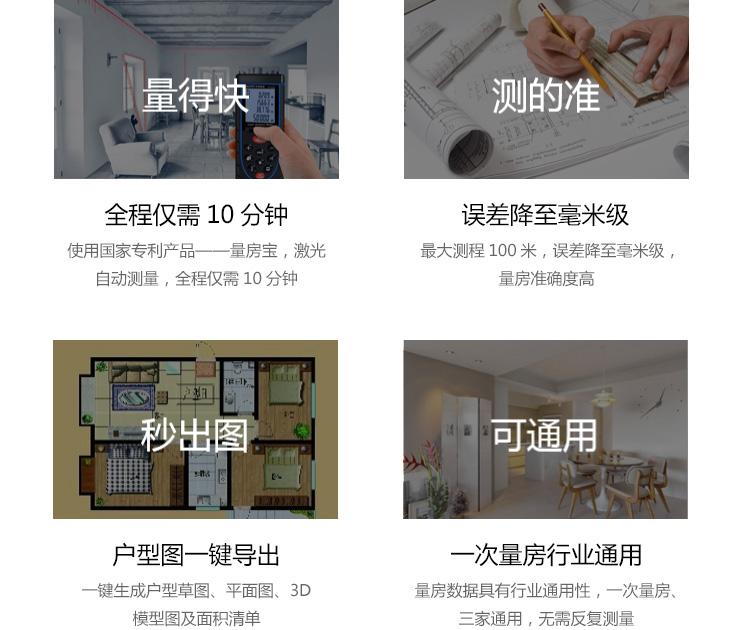 量得快
测的准
全程仅需 10 分钟
误差降至毫米级
使用国家专利产品——量房宝，激光
自动测量，全程仅需 10 分钟
最大测程 100 米，误差降至毫米级，
量房准确度高
秒出图
可通用
户型图一键导出
一次量房行业通用
一键生成户型草图、平面图、3D
模型图及面积清单
量房数据具有行业通用性，一次量房、
三家通用，无需反复测量